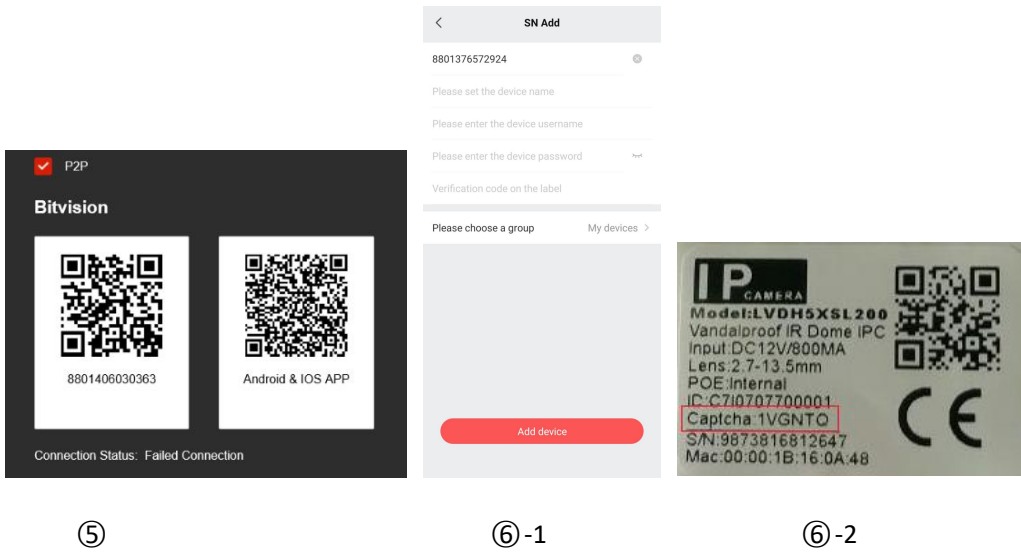 P2P
Bitvision
8801406030363
Android & IOS APP
Connection Status: Failed Connection
⑤
SN Add
8801376572924
Please set the device name
Please enter the device username
Please enter the device password
Verification code on the label
Please choose a group
My devices
Add device
⑥-1
IP
CAMERA
Model:LVDH5XSL200
Vandalproof IR Dome IPC
Input:DC12V/800MA
Lens:2.7-13.5mm
POE:Internal
ID:C7I0707700001
Captcha:1VGNTQ
S/N:9873816812647
Mac:00:00:1B:16:0A:48
CE
⑥-2